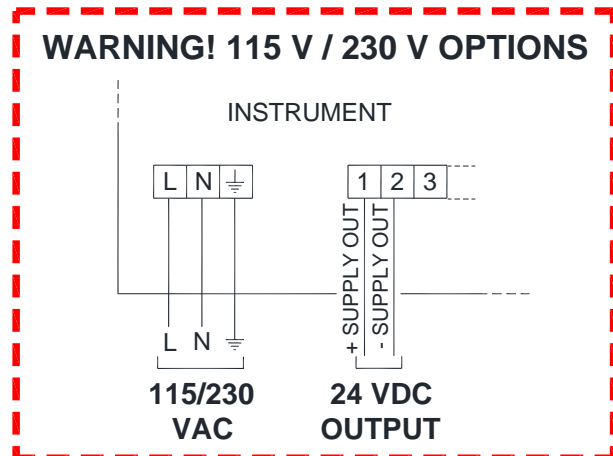 WARNING! 115 V / 230 V OPTIONS
INSTRUMENT
L N
1 2 3
+ SUPPLY OUT
- SUPPLY OUT
L N
115/230
VAC
24 VDC
OUTPUT